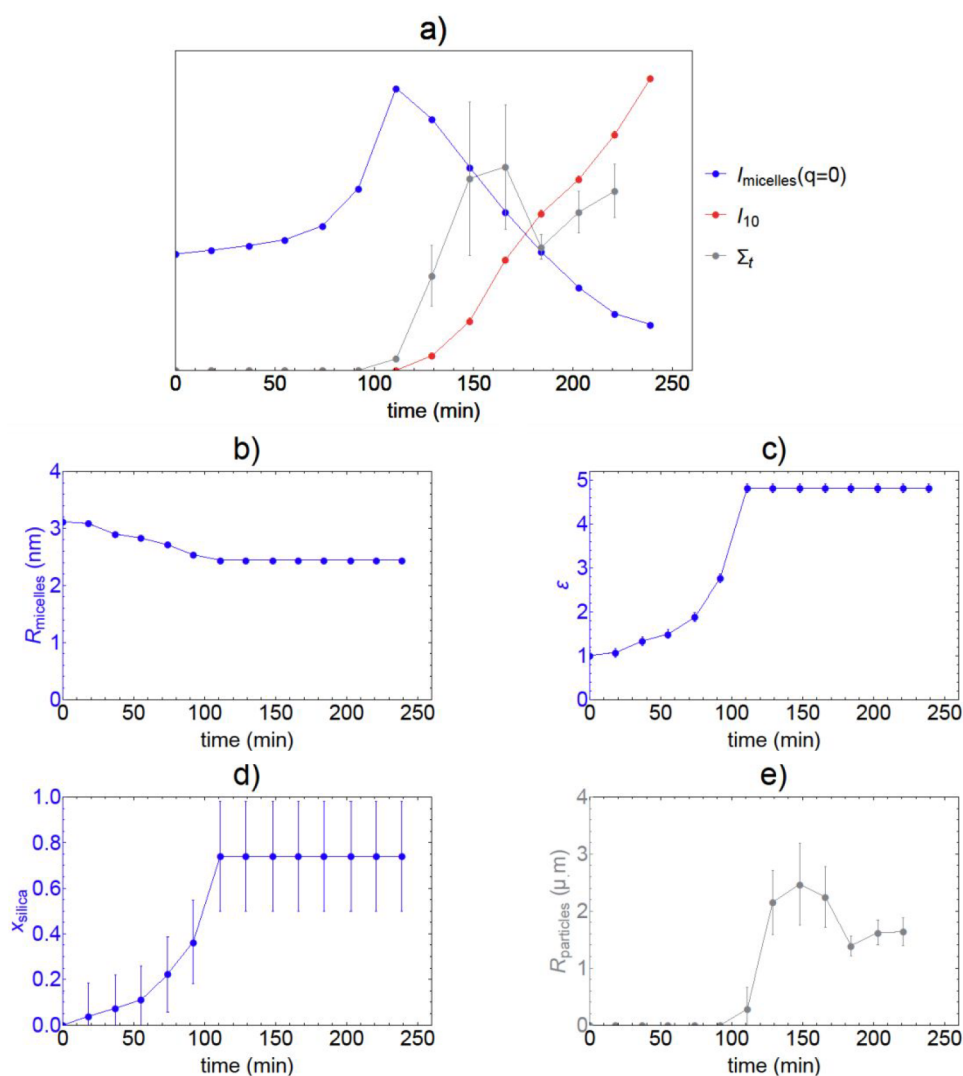 a)
I_micelles(q=0)
I_10
Σ_t
0 50 100 150 200 250
time (min)
b)
R_micelles (nm)
4
3
2
1
0
0 50 100 150 200 250
time (min)
c)
ε
5
4
3
2
1
0
0 50 100 150 200 250
time (min)
d)
x_silica
1.0
0.8
0.6
0.4
0.2
0.0
0 50 100 150 200 250
time (min)
e)
R_particles (μ.m)
4
3
2
1
0
0 50 100 150 200 250
time (min)